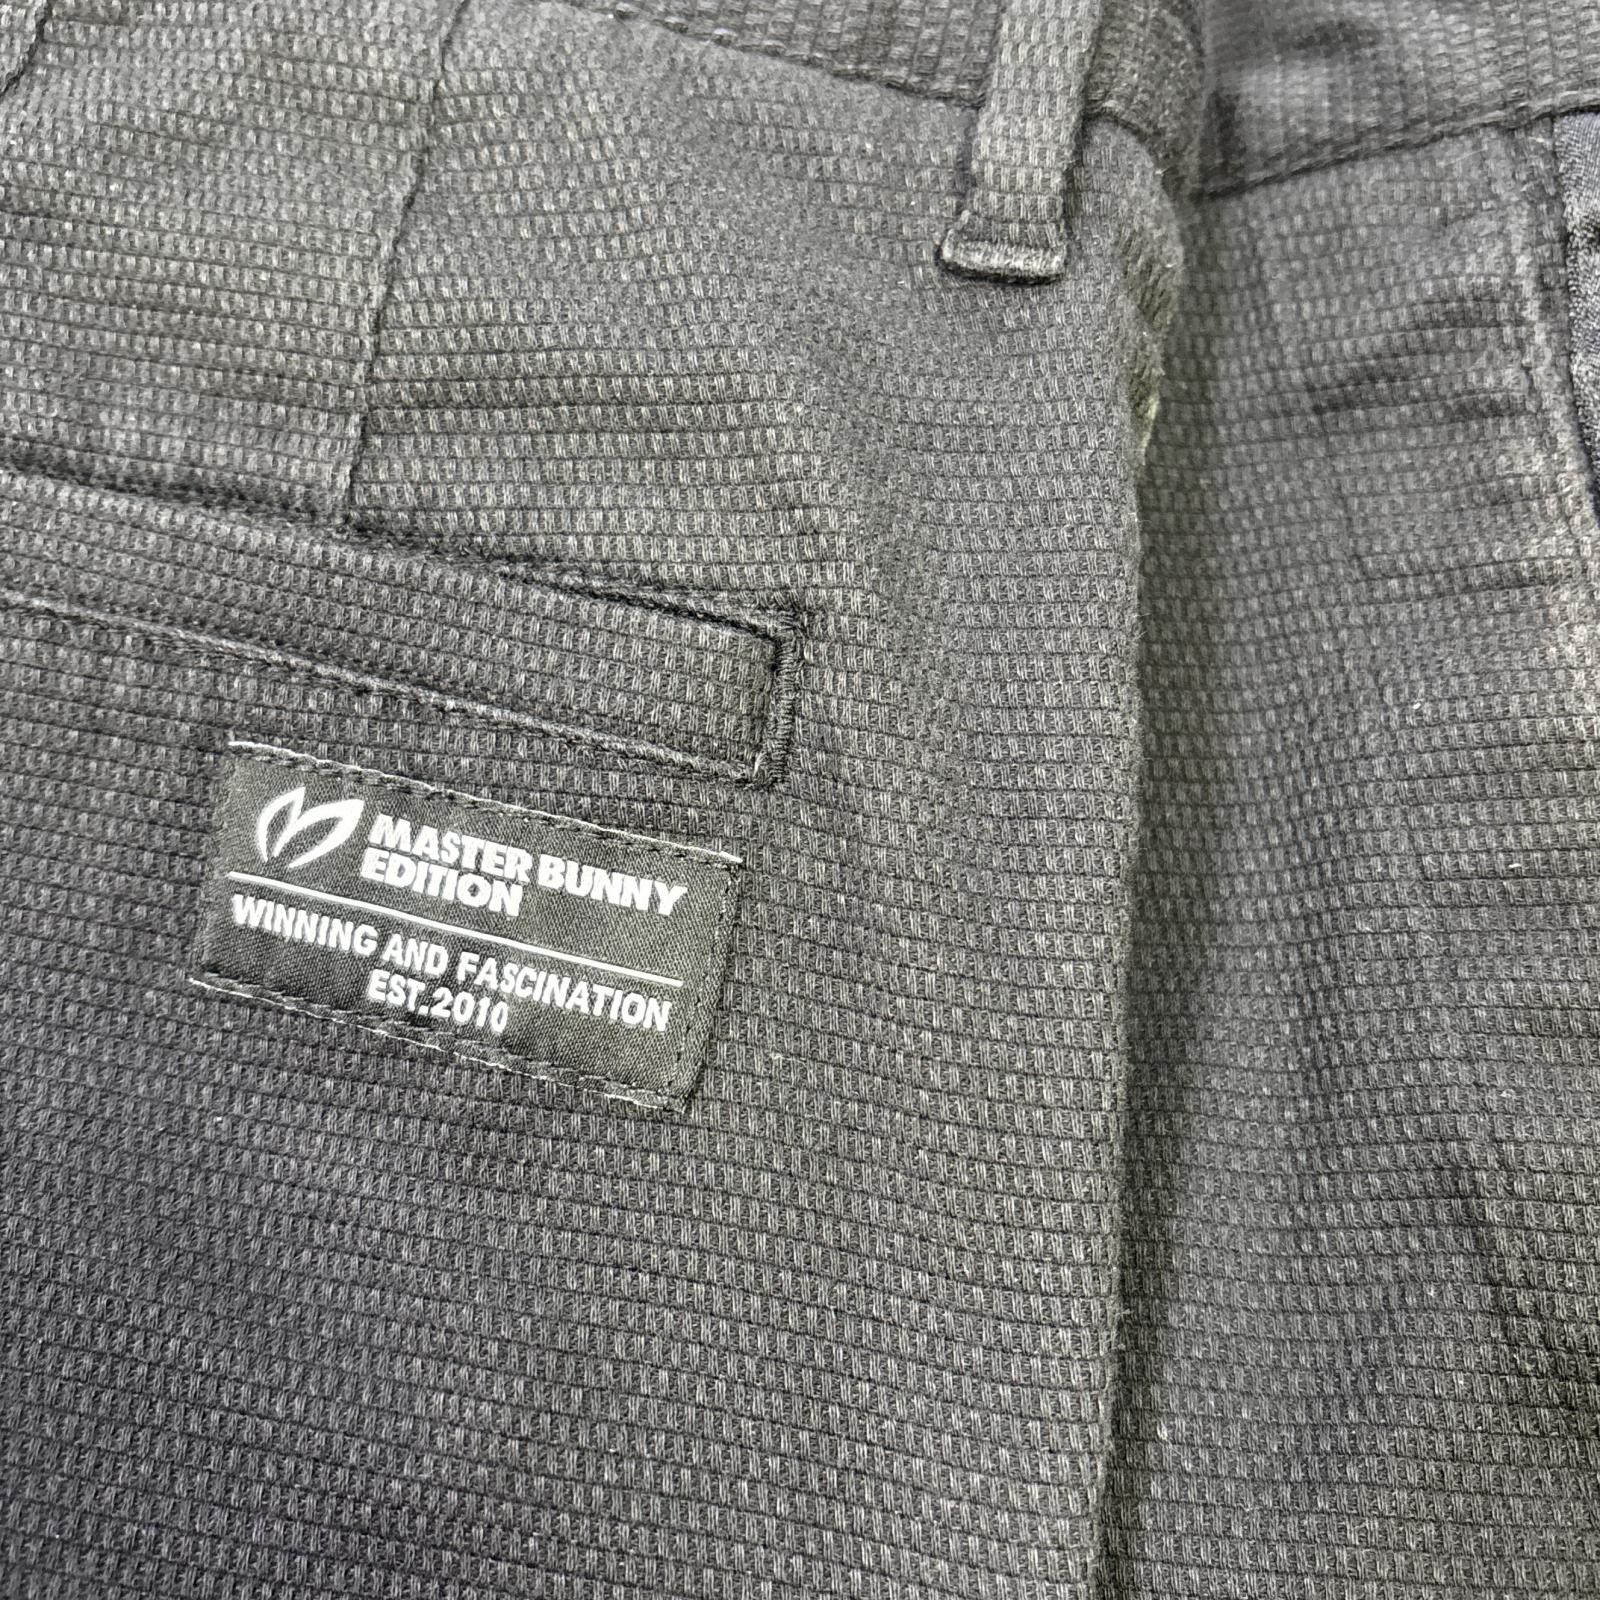 MASTER BUNNY
EDITION
WINNING AND FASCINATION
EST.2010